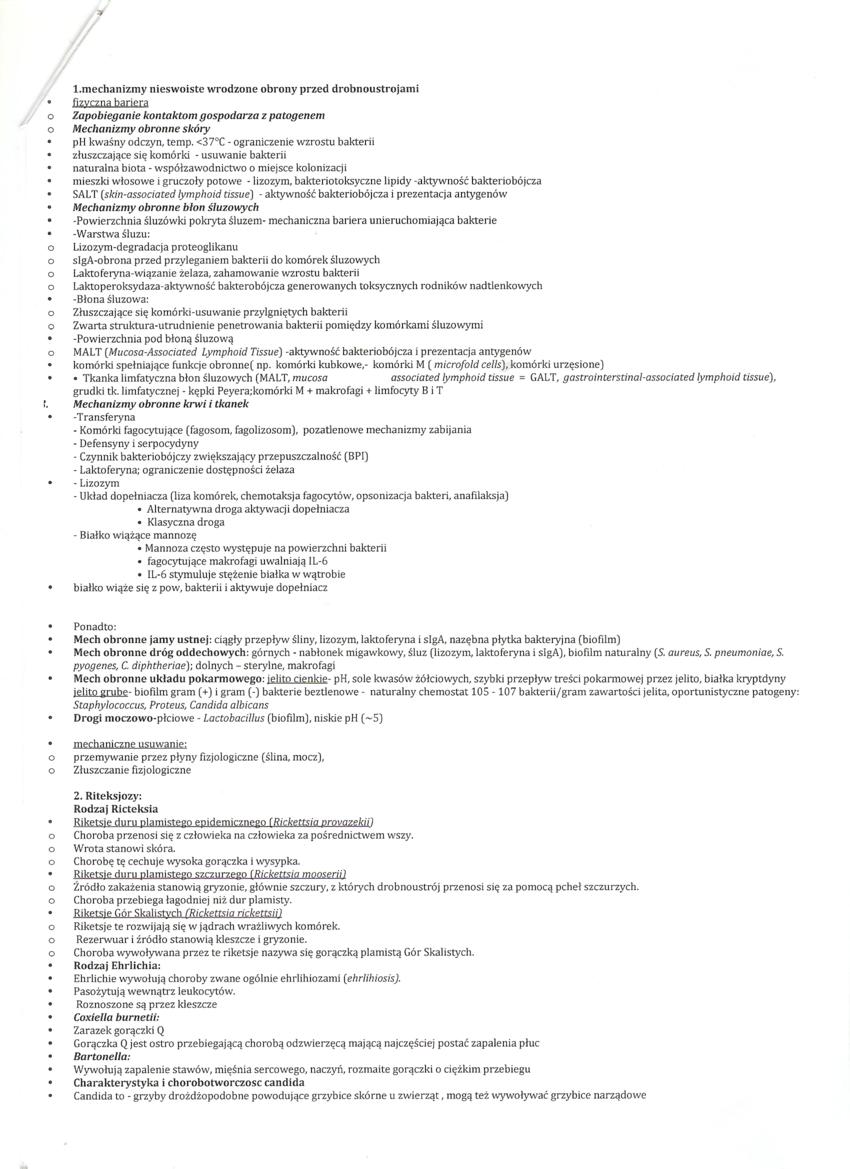 1.mechanizmy nieswoiste wrodzone obrony przed drobnoustrojami
• fizyczna bariera
o Zapobieganie kontaktom gospodarza z patogenem
o Mechanizmy obronne skóry
• pH kwaśny odczyn, temp. <37°C - ograniczenie wzrostu bakterii
• złuszczające się komórki - usuwanie bakterii
• naturalna biota - współzawodnictwo o miejsce kolonizacji
• mieszki włosowe i gruczoły potowe - lizozym, bakteriotoksyczne lipidy -aktywność bakteriobójcza
• SALT (skin-associated lymphoid tissue) - aktywność bakteriobójcza i prezentacja antygenów
• Mechanizmy obronne błon śluzowych
• -Powierzchnia śluzówki pokryta śluzem- mechaniczna bariera unieruchomiająca bakterie
• -Warstwa śluzu:
o Lizozym-degradacja proteoglikanu
o sIgA-obrona przed przyleganiem bakterii do komórek śluzowych
o Laktoferyna-wiązanie żelaza, zahamowanie wzrostu bakterii
o Laktoperoksydaza-aktywność bakterobójcza generowanych toksycznych rodników nadtlenkowych
• -Błona śluzowa:
o Złuszczające się komórki-usuwanie przylgniętych bakterii
o Zwarta struktura-utrudnienie penetrowania bakterii pomiędzy komórkami śluzowymi
• -Powierzchnia pod błoną śluzową
o MALT (Mucosa-Associated Lymphoid Tissue) -aktywność bakteriobójcza i prezentacja antygenów
• komórki spełniające funkcje obronne( np. komórki kubkowe,- komórki M ( microfold cells), komórki urzęsione)
• • Tkanka limfatyczna błon śluzowych (MALT, mucosa associated lymphoid tissue = GALT, gastrointerstinal-associated lymphoid tissue),
grudki tk. limfatycznej - kępki Peyera;komórki M + makrofagi + limfocyty B i T
Mechanizmy obronne krwi i tkanek
• -Transferyna
- Komórki fagocytujące (fagosom, fagolizosom), pozatlenowe mechanizmy zabijania
- Defensyny i serpocydyny
- Czynnik bakteriobójczy zwiększający przepuszczalność (BPI)
- Laktoferyna; ograniczenie dostępności żelaza
• - Lizozym
- Układ dopełniacza (liza komórek, chemotaksja fagocytów, opsonizacja bakteri, anafilaksja)
• Alternatywna droga aktywacji dopełniacza
• Klasyczna droga
- Białko wiążące mannozę
• Mannoza często występuje na powierzchni bakterii
• fagocytujące makrofagi uwalniają IL-6
• IL-6 stymuluje stężenie białka w wątrobie
• białko wiąże się z pow, bakterii i aktywuje dopełniacz
• Ponadto:
• Mech obronne jamy ustnej: ciągły przepływ śliny, lizozym, laktoferyna i sIgA, nazębna płytka bakteryjna (biofilm)
• Mech obronne dróg oddechowych: górnych - nabłonek migawkowy, śluz (lizozym, laktoferyna i sIgA), biofilm naturalny (S. aureus, S. pneumoniae, S.
pyogenes, C. diphtheriae); dolnych – sterylne, makrofagi
• Mech obronne układu pokarmowego: jelito cienkie- pH, sole kwasów żółciowych, szybki przepływ treści pokarmowej przez jelito, białka kryptdyny
jelito grube- biofilm gram (+) i gram (-) bakterie beztlenowe - naturalny chemostat 105 - 107 bakterii/gram zawartości jelita, oportunistyczne patogeny:
Staphylococcus, Proteus, Candida albicans
• Drogi moczowo-płciowe - Lactobacillus (biofilm), niskie pH (~5)
• mechaniczne usuwanie:
o przemywanie przez płyny fizjologiczne (ślina, mocz),
o Złuszczanie fizjologiczne
2. Riteksjozy:
Rodzaj Ricteksia
• Riketsje duru plamistego epidemicznego (Rickettsia provazekii)
o Choroba przenosi się z człowieka na człowieka za pośrednictwem wszy.
o Wrota stanowi skóra.
o Chorobę tę cechuje wysoka gorączka i wysypka.
• Riketsje duru plamistego szczurzego (Rickettsia mooserii)
o Źródło zakażenia stanowią gryzonie, głównie szczury, z których drobnoustrój przenosi się za pomocą pcheł szczurzych.
o Choroba przebiega łagodniej niż dur plamisty.
• Riketsje Gór Skalistych (Rickettsia rickettsii)
o Riketsje te rozwijają się w jądrach wrażliwych komórek.
o Rezerwuar i źródło stanowią kleszcze i gryzonie.
o Choroba wywoływana przez te riketsje nazywa się gorączką plamistą Gór Skalistych.
• Rodzaj Ehrlichia:
• Ehrlichie wywołują choroby zwane ogólnie ehrlihiozami (ehrlihiosis).
• Pasożytują wewnątrz leukocytów.
• Roznoszone są przez kleszcze
• Coxiella burnetii:
• Zarazek gorączki Q
• Gorączka Q jest ostro przebiegającą chorobą odzwierzęcą mającą najczęściej postać zapalenia płuc
• Bartonella:
• Wywołują zapalenie stawów, mięśnia sercowego, naczyń, rozmaite gorączki o ciężkim przebiegu
• Charakterystyka i chorobotworczosc candida
• Candida to - grzyby drożdżopodobne powodujące grzybice skórne u zwierząt , mogą też wywoływać grzybice narządowe